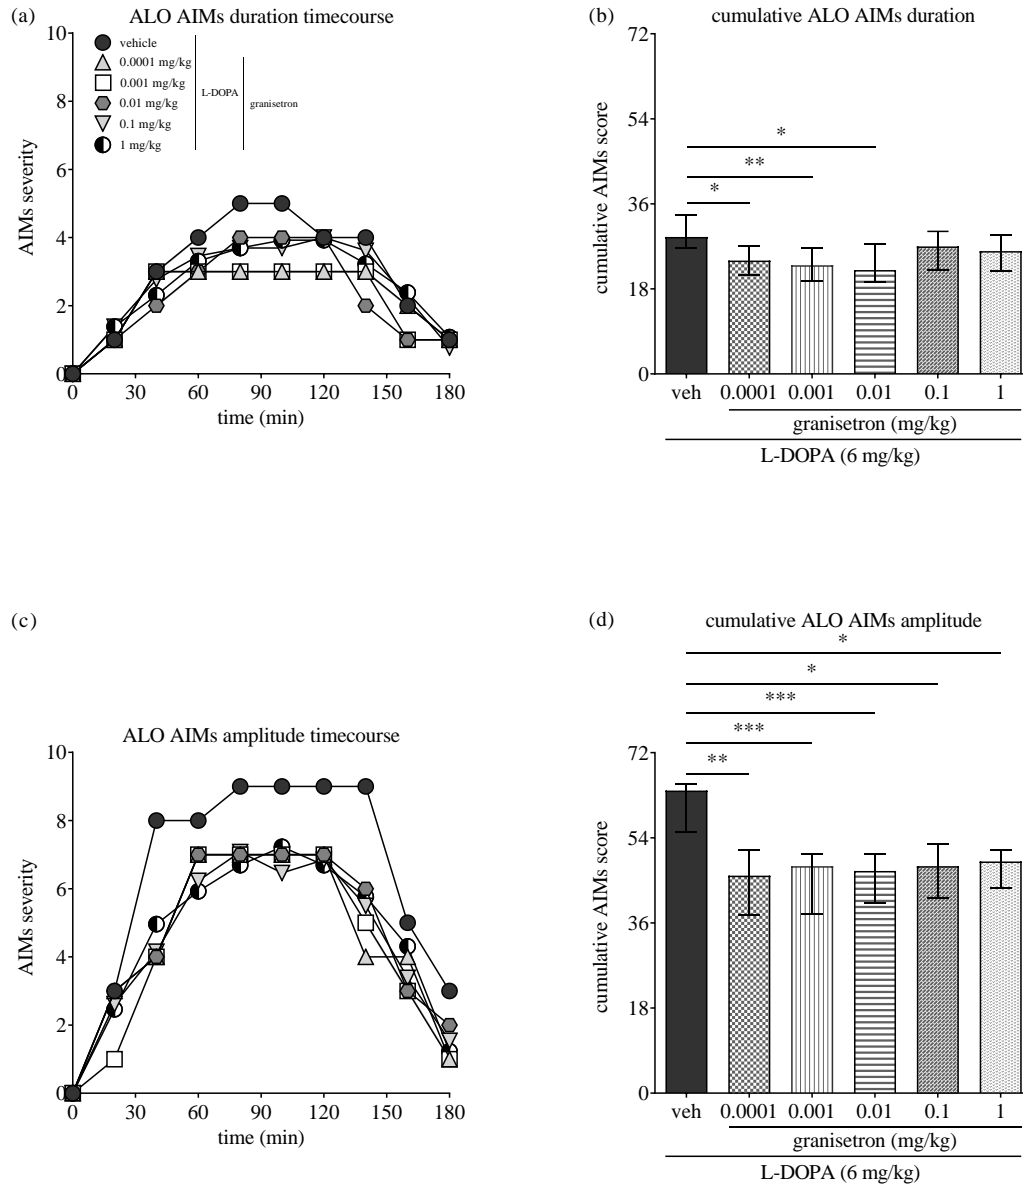 (a)
ALO AIMs duration timecourse
10
8
6
4
2
0
AIMs severity
vehicle
0.0001 mg/kg
0.001 mg/kg
0.01 mg/kg
0.1 mg/kg
1 mg/kg
L-DOPA
granisetron
0 30 60 90 120 150 180
time (min)
(b)
cumulative ALO AIMs duration
72
54
36
18
0
cumulative AIMs score
*
**
*
veh 0.0001 0.001 0.01 0.1 1
granisetron (mg/kg)
L-DOPA (6 mg/kg)
(c)
ALO AIMs amplitude timecourse
10
8
6
4
2
0
AIMs severity
0 30 60 90 120 150 180
time (min)
(d)
cumulative ALO AIMs amplitude
*
*
***
***
**
72
54
36
18
0
cumulative AIMs score
veh 0.0001 0.001 0.01 0.1 1
granisetron (mg/kg)
L-DOPA (6 mg/kg)